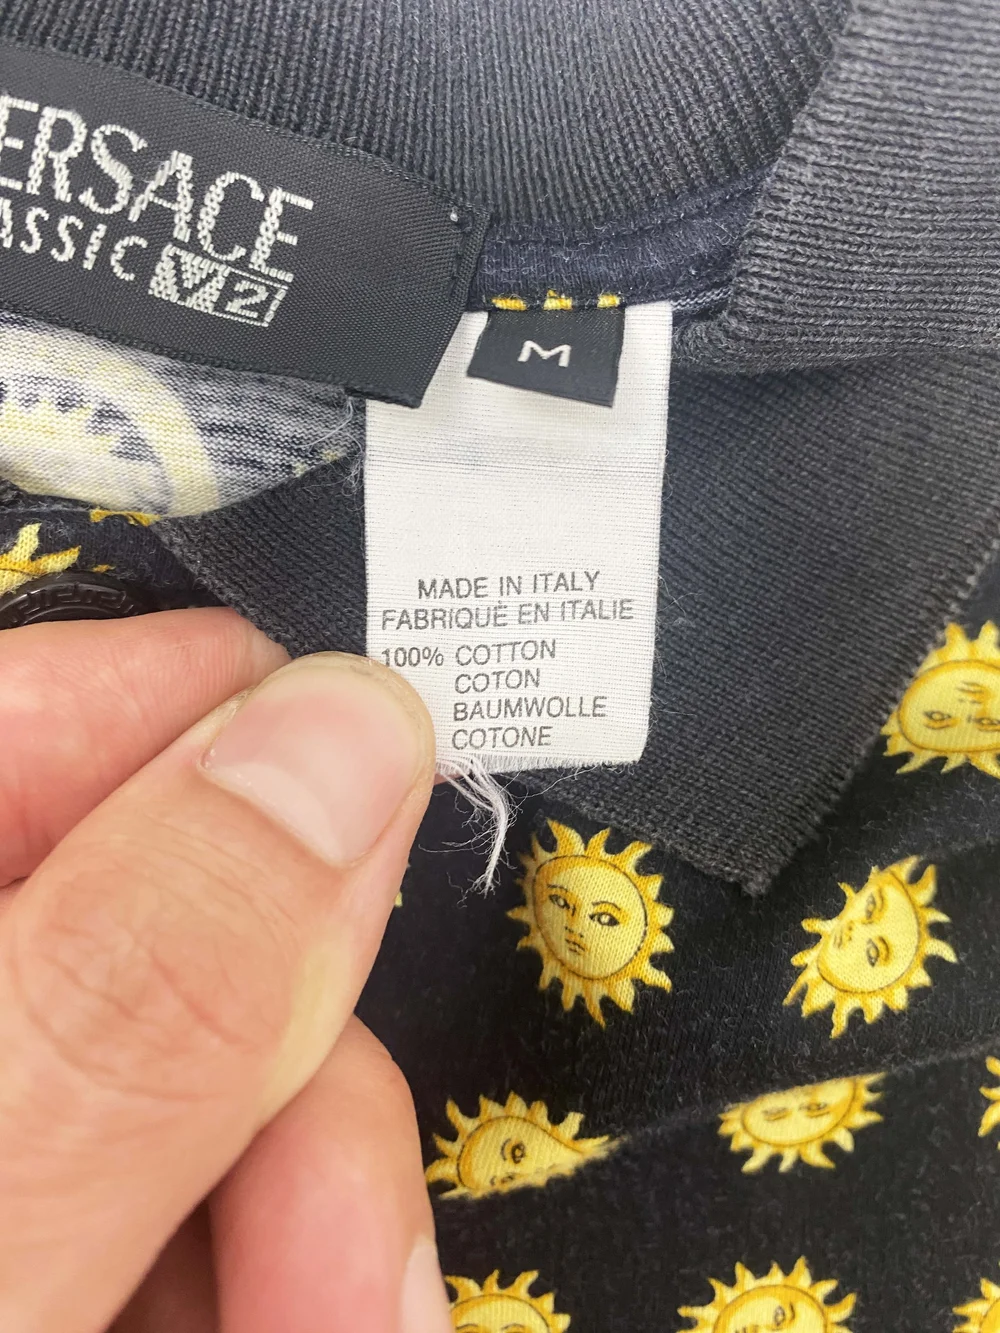 ERSACE
ASSIC V2
M
MADE IN ITALY
FABRIQUÉ EN ITALIE
100% COTTON
COTON
BAUMWOLLE
COTONE